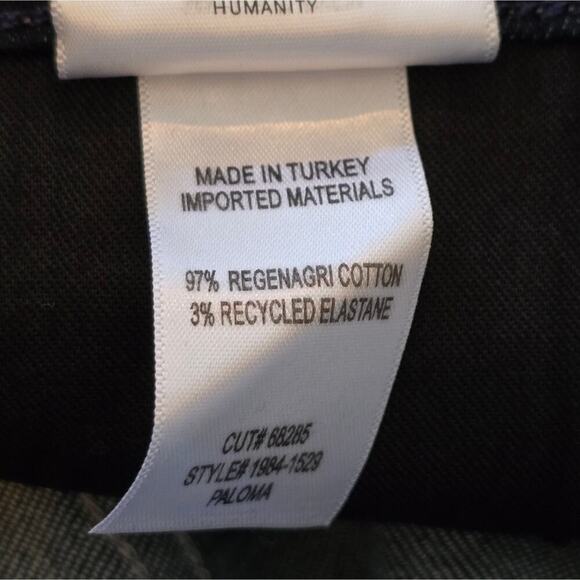 HUMANITY
MADE IN TURKEY
IMPORTED MATERIALS
97% REGENAGRI COTTON
3% RECYCLED ELASTANE
CUT# 68285
STYLE# 1984-1529
PALOMA